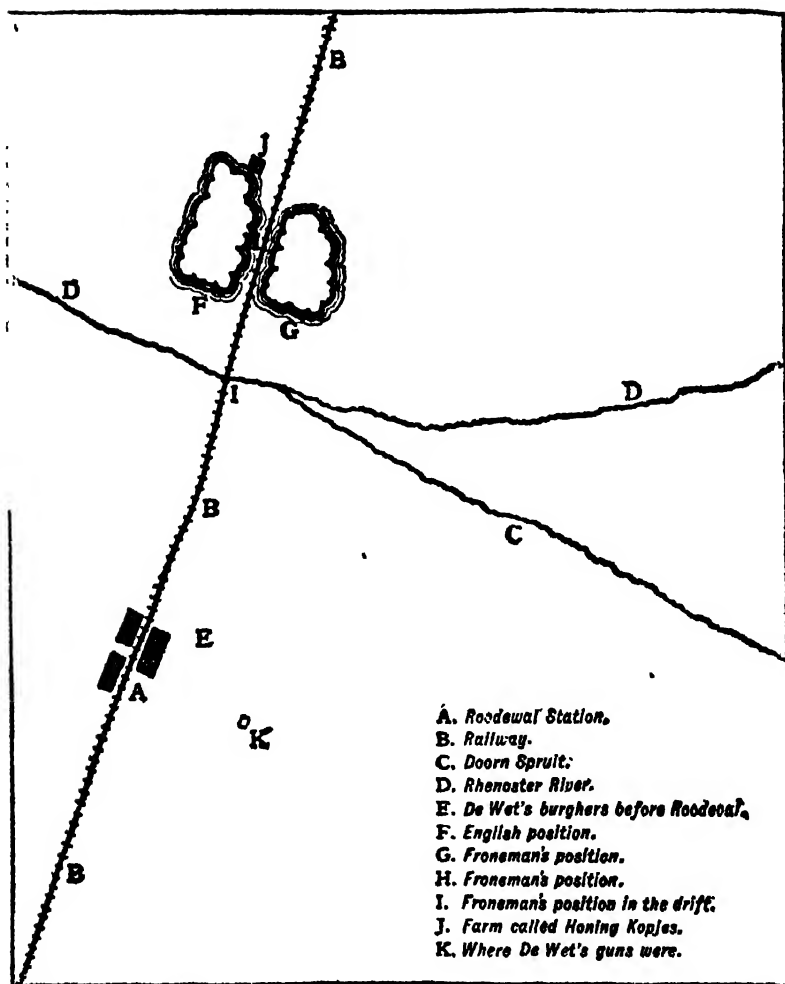 B
J
D
F
G
I
D
B
C
E
A
K
B
A. Roodewal Station.
B. Railway.
C. Doorn Spruit.
D. Rhenoster River.
E. De Wet's burghers before Roodewal.
F. English position.
G. Froneman's position.
H. Froneman's position.
I. Froneman's position in the drift.
J. Farm called Honing Kopjes.
K. Where De Wet's guns were.